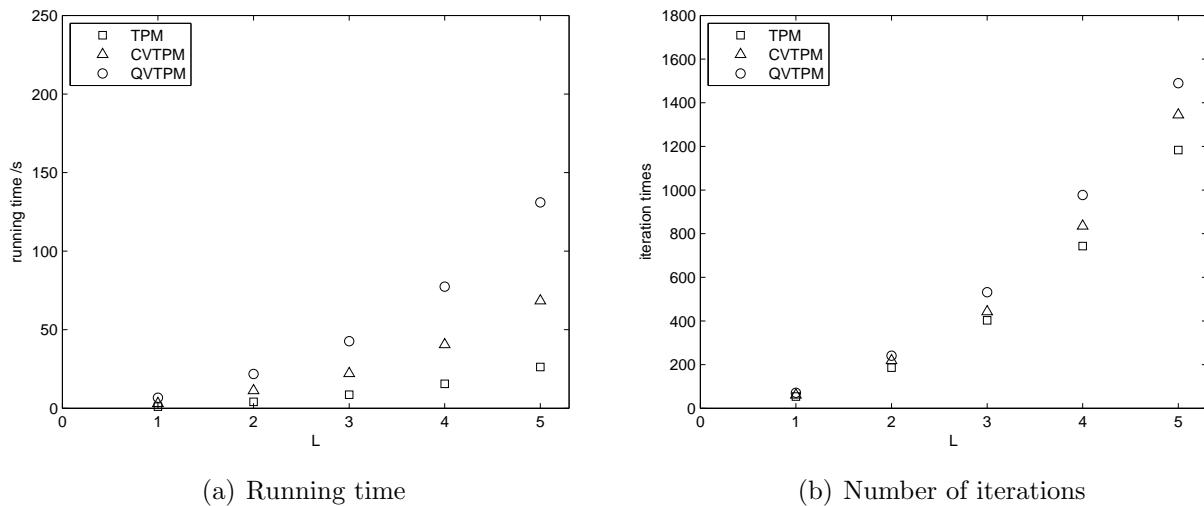 250
200
150
100
50
0
running time /s
0 1 2 3 4 5
L
TPM
CVTPM
QVTPM
(a) Running time
1800
1600
1400
1200
1000
800
600
400
200
0
iteration times
0 1 2 3 4 5
L
TPM
CVTPM
QVTPM
(b) Number of iterations